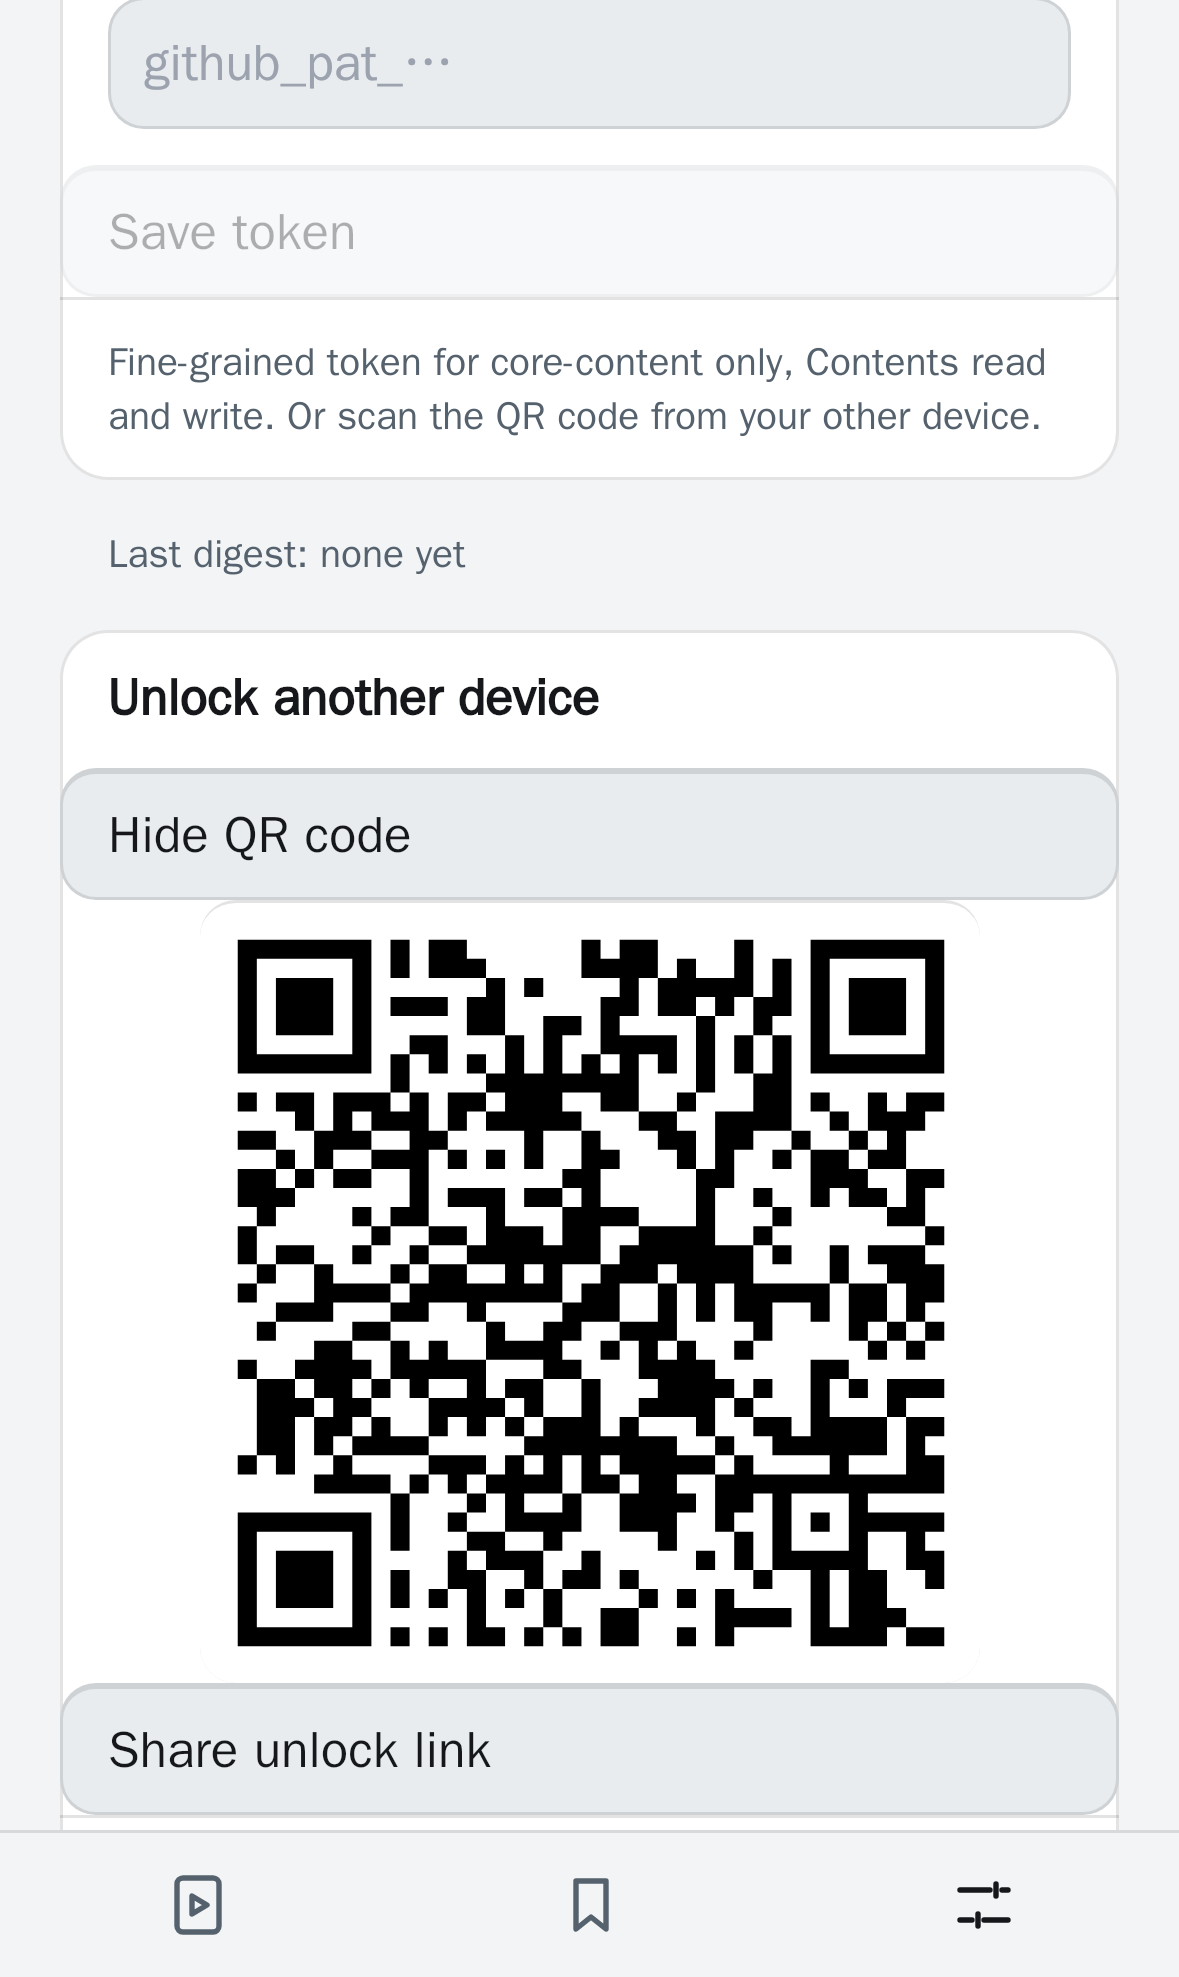 github_pat_···
Save token
Fine-grained token for core-content only, Contents read
and write. Or scan the QR code from your other device.
Last digest: none yet
Unlock another device
Hide QR code
Share unlock link